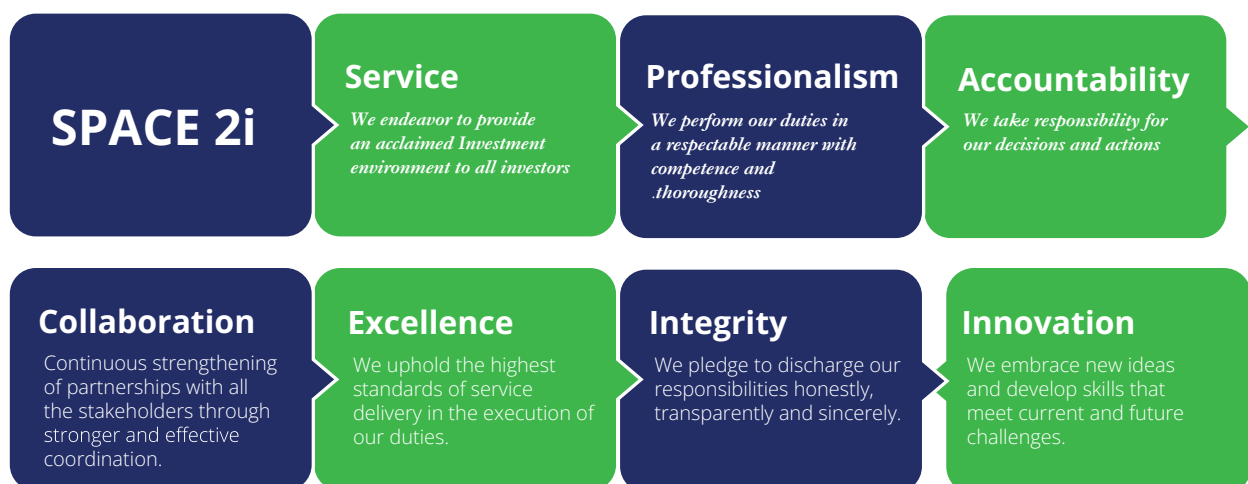 SPACE 2i
Service
We endeavor to provide
an acclaimed Investment
environment to all investors
Professionalism
We perform our duties in
a respectable manner with
competence and
.thoroughness
Accountability
We take responsibility for
our decisions and actions
Collaboration
Continuous strengthening
of partnerships with all
the stakeholders through
stronger and effective
coordination.
Excellence
We uphold the highest
standards of service
delivery in the execution of
our duties.
Integrity
We pledge to discharge our
responsibilities honestly,
transparently and sincerely.
Innovation
We embrace new ideas
and develop skills that
meet current and future
challenges.